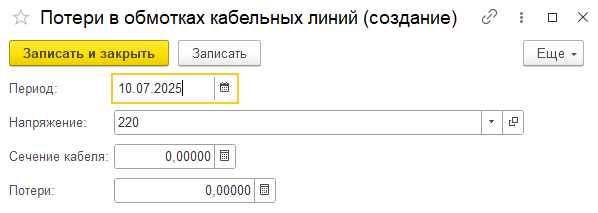 Потери в обмотках кабельных линий (создание)
Записать и закрыть Записать Еще
Период: 10.07.2025
Напряжение: 220
Сечение кабеля: 0,00000
Потери: 0,00000